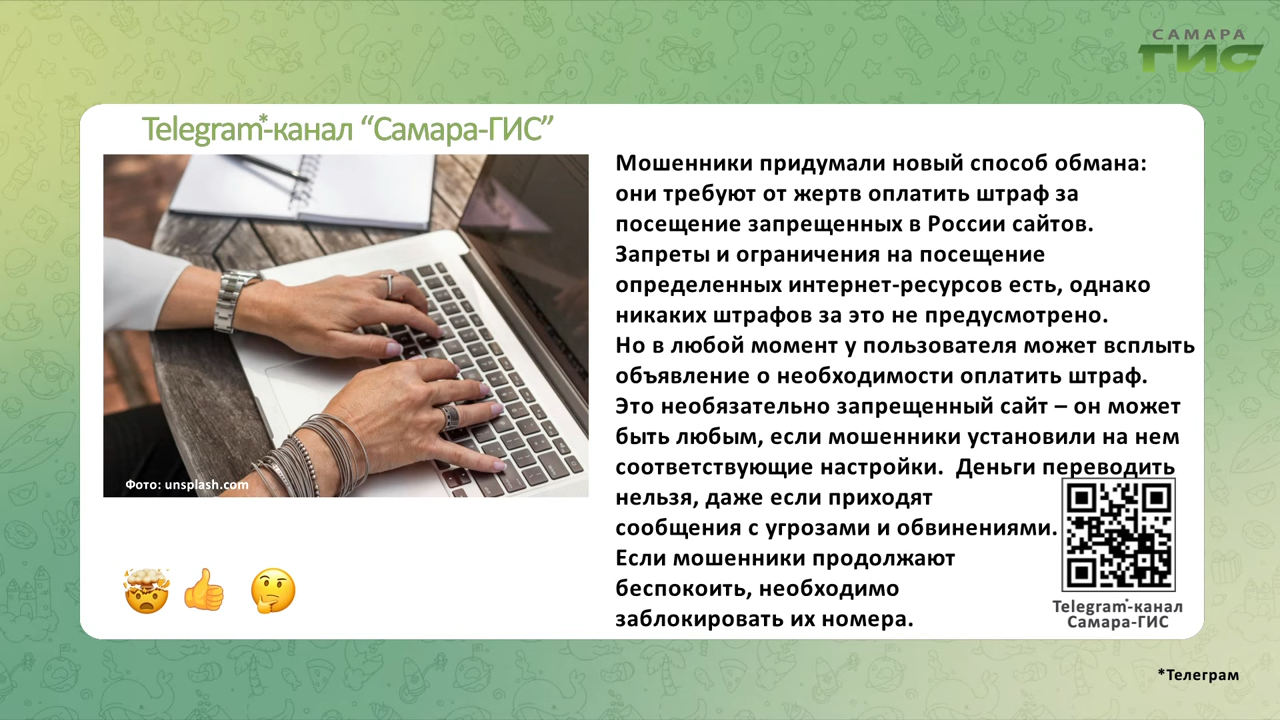 САМАРА
ГИС
Telegram*-канал “Самара-ГИС”
Мошенники придумали новый способ обмана:
они требуют от жертв оплатить штраф за
посещение запрещенных в России сайтов.
Запреты и ограничения на посещение
определенных интернет-ресурсов есть, однако
никаких штрафов за это не предусмотрено.
Но в любой момент у пользователя может всплыть
объявление о необходимости оплатить штраф.
Это необязательно запрещенный сайт – он может
быть любым, если мошенники установили на нем
соответствующие настройки. Деньги переводить
нельзя, даже если приходят
сообщения с угрозами и обвинениями.
Если мошенники продолжают
беспокоить, необходимо
заблокировать их номера.
Фото: unsplash.com
Telegram*-канал
Самара-ГИС
*Телеграм